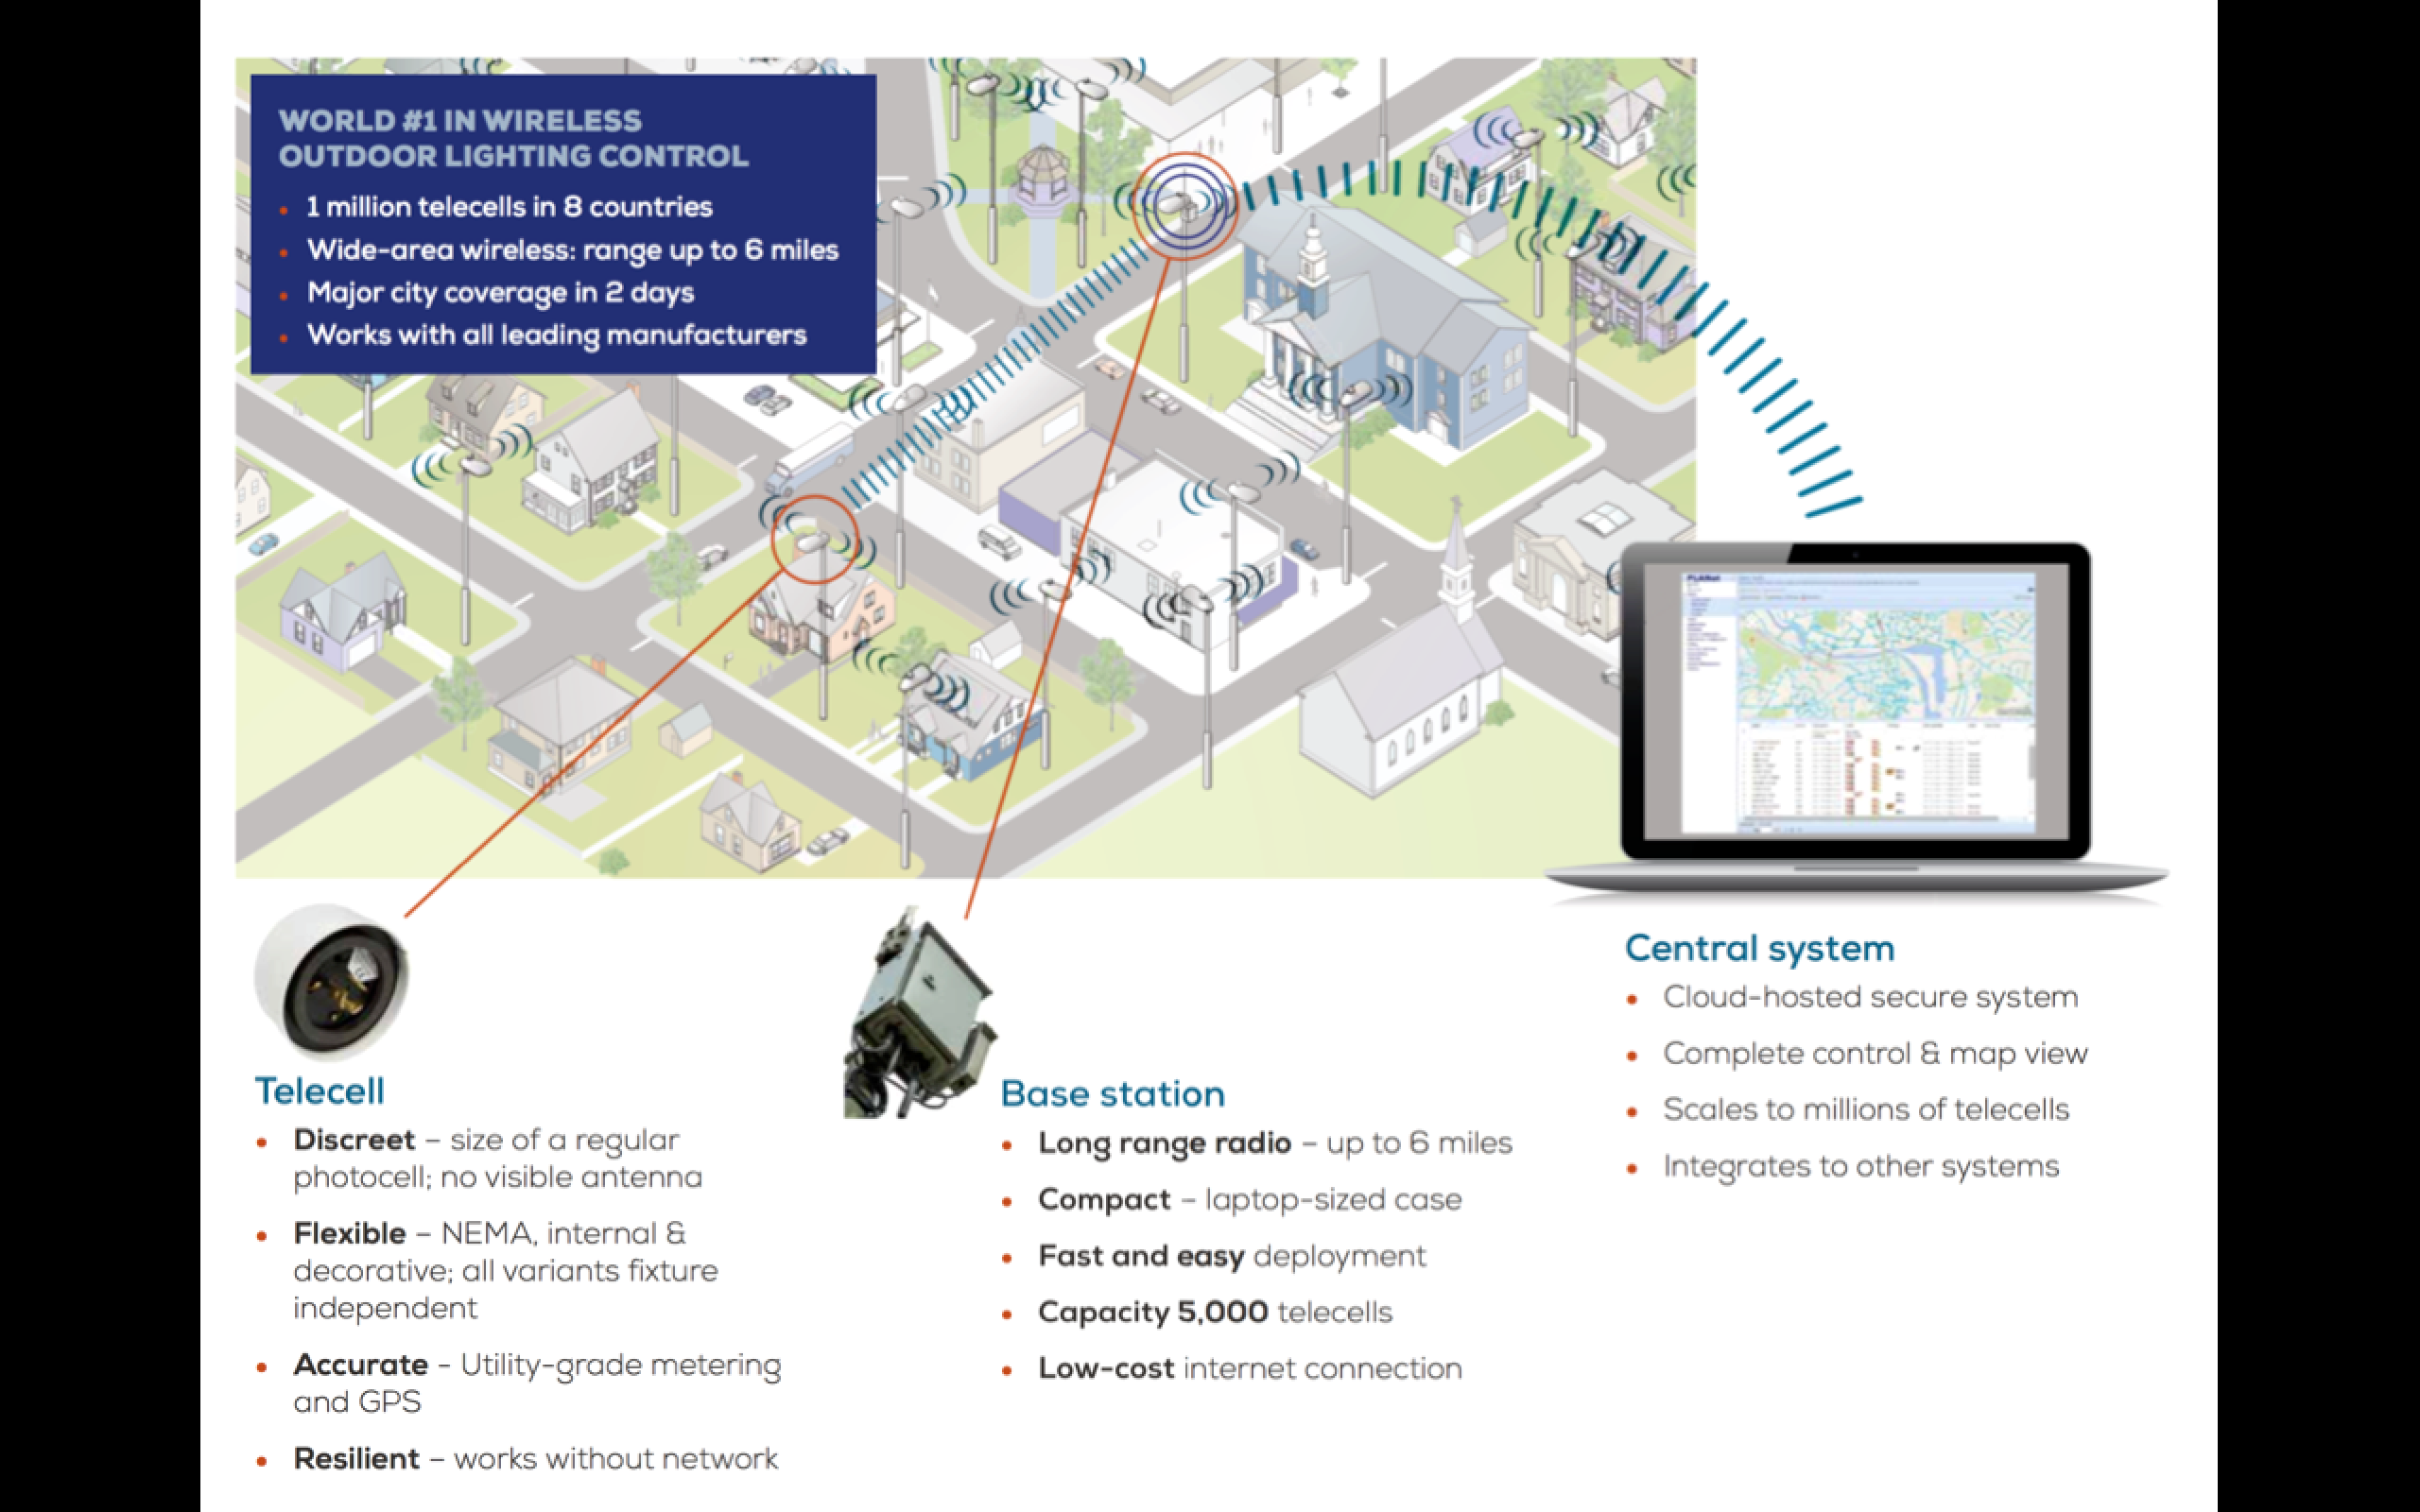 WORLD #1 IN WIRELESS
OUTDOOR LIGHTING CONTROL
• 1 million telecells in 8 countries
• Wide-area wireless: range up to 6 miles
• Major city coverage in 2 days
• Works with all leading manufacturers
Telecell
• Discreet – size of a regular
photocell; no visible antenna
• Flexible – NEMA, internal &
decorative; all variants fixture
independent
• Accurate - Utility-grade metering
and GPS
• Resilient – works without network
Base station
• Long range radio – up to 6 miles
• Compact – laptop-sized case
• Fast and easy deployment
• Capacity 5,000 telecells
• Low-cost internet connection
Central system
• Cloud-hosted secure system
• Complete control & map view
• Scales to millions of telecells
• Integrates to other systems